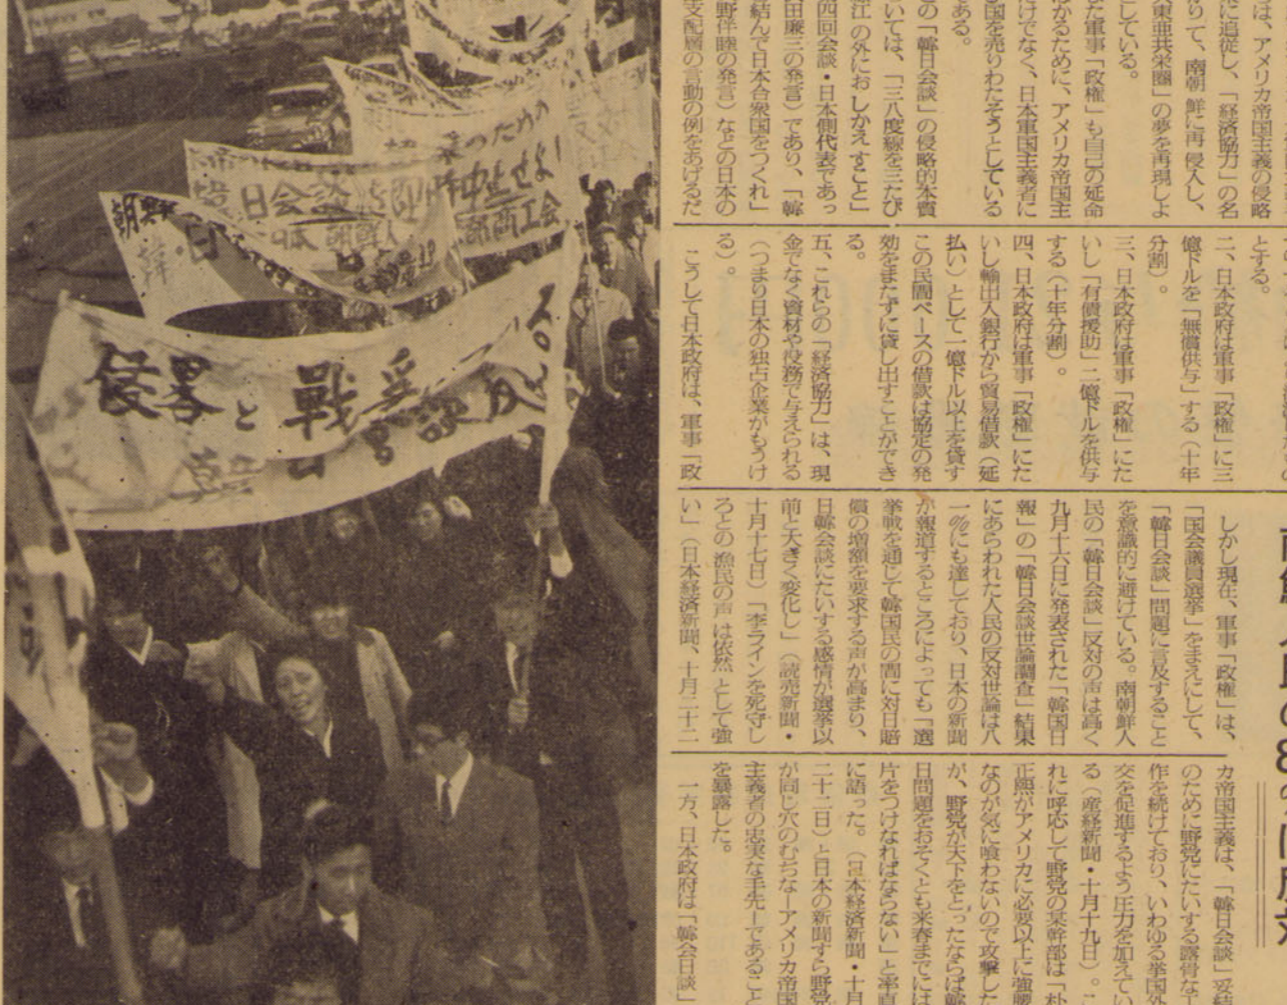 は、アメリカ帝国主義の侵略
に追従し、「経済協力」の名
りて、南朝鮮に再侵入し、
大東亜共栄圏」の夢を再現しよ
としている。
た軍事「政権」も自己の延命
はかるために、アメリカ帝国主
だけでなく、日本軍国主義者に
国を売りわたそうとしている
である。
この「韓日会談」の侵略的本質
いては、「三八度線を三たび
江の外におしかえすこと」
四回会談・日本側代表であっ
田廉三の発言）であり、「韓
結んで日本合衆国をつくれ」
野伴睦の発言）などの日本の
支配層の言動の例をあげるだ
とする。
二、日本政府は軍事「政権」に三
億ドルを「無償供与」する（十年
分割）。
三、日本政府は軍事「政権」にた
いし「有償援助」二億ドルを供与
する（十年分割）。
四、日本政府は軍事「政権」にた
いし輸出入銀行から貿易借款（延
払い）として一億ドル以上を貸す
この民間ベースの借款は協定の発
効をまたずに貸し出すことができ
る。
五、これらの「経済協力」は、現
金でなく資材や役務で与えられる
（つまり日本の独占企業がもうけ
る）。
こうして日本政府は、軍事「政
しかし現在、軍事「政権」は、
「国会議員選挙」をまえにして、
「韓日会談」問題に言及すること
を意識的に避けている。南朝鮮人
民の「韓日会談」反対の声は高く
九月十六日に発表された「韓国日
報」の「韓日会談世論調査」結果
にあらわれた人民の反対世論は八
一%にも達しており、日本の新聞
が報道するところによっても「選
挙戦を通じて韓国民の間に対日賠
償の増額を要求する声が高まり、
日韓会談にたいする感情が選挙以
前と大きく変化し」（読売新聞・
十月十七日）「李ラインを死守し
ろとの漁民の声は依然として強
い」（日本経済新聞、十月二十二
カ帝国主義は、「韓日会談」妥結
のために野党にたいする露骨な
作を続けており、いわゆる挙国
交を促進するよう圧力を加えてい
る（産経新聞・十月十九日）。こ
れに呼応して野党の某幹部は「朴
正熙がアメリカに必要以上に強腰
なのが気に喰わないので攻撃した
が、野党が天下をとったならば韓
日問題をおそくとも来春までには
片をつけなればならない」と率直
に語った。（日本経済新聞・十月
二十二日）と日本の新聞すら野党
が同じ穴のむじなーアメリカ帝国
主義者の忠実な手先ーであること
を暴露した。
一方、日本政府は「韓会日談」
日会談を即時中止せよ!
商工会
侵畧と戦争